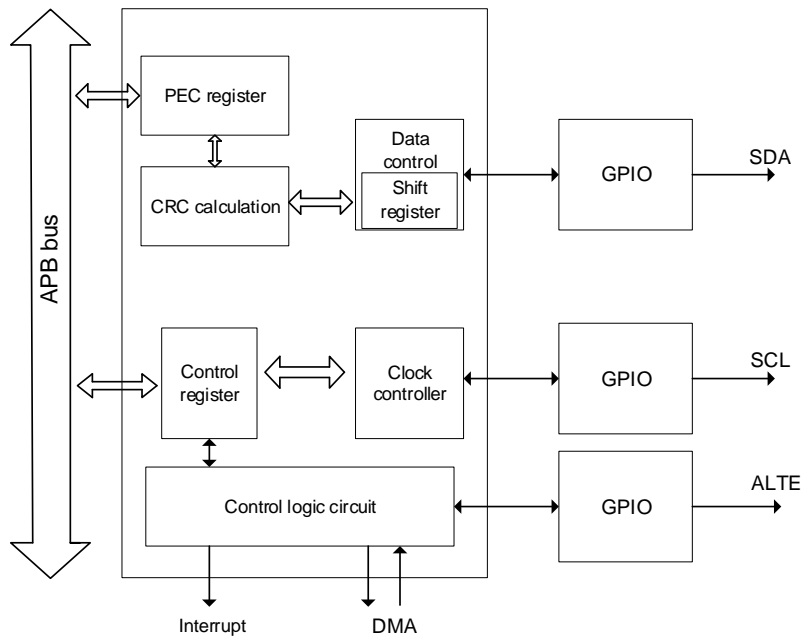 APB bus
PEC register
CRC calculation
Data
control
Shift
register
GPIO
SDA
Control
register
Clock
controller
GPIO
SCL
Control logic circuit
GPIO
ALTE
Interrupt
DMA